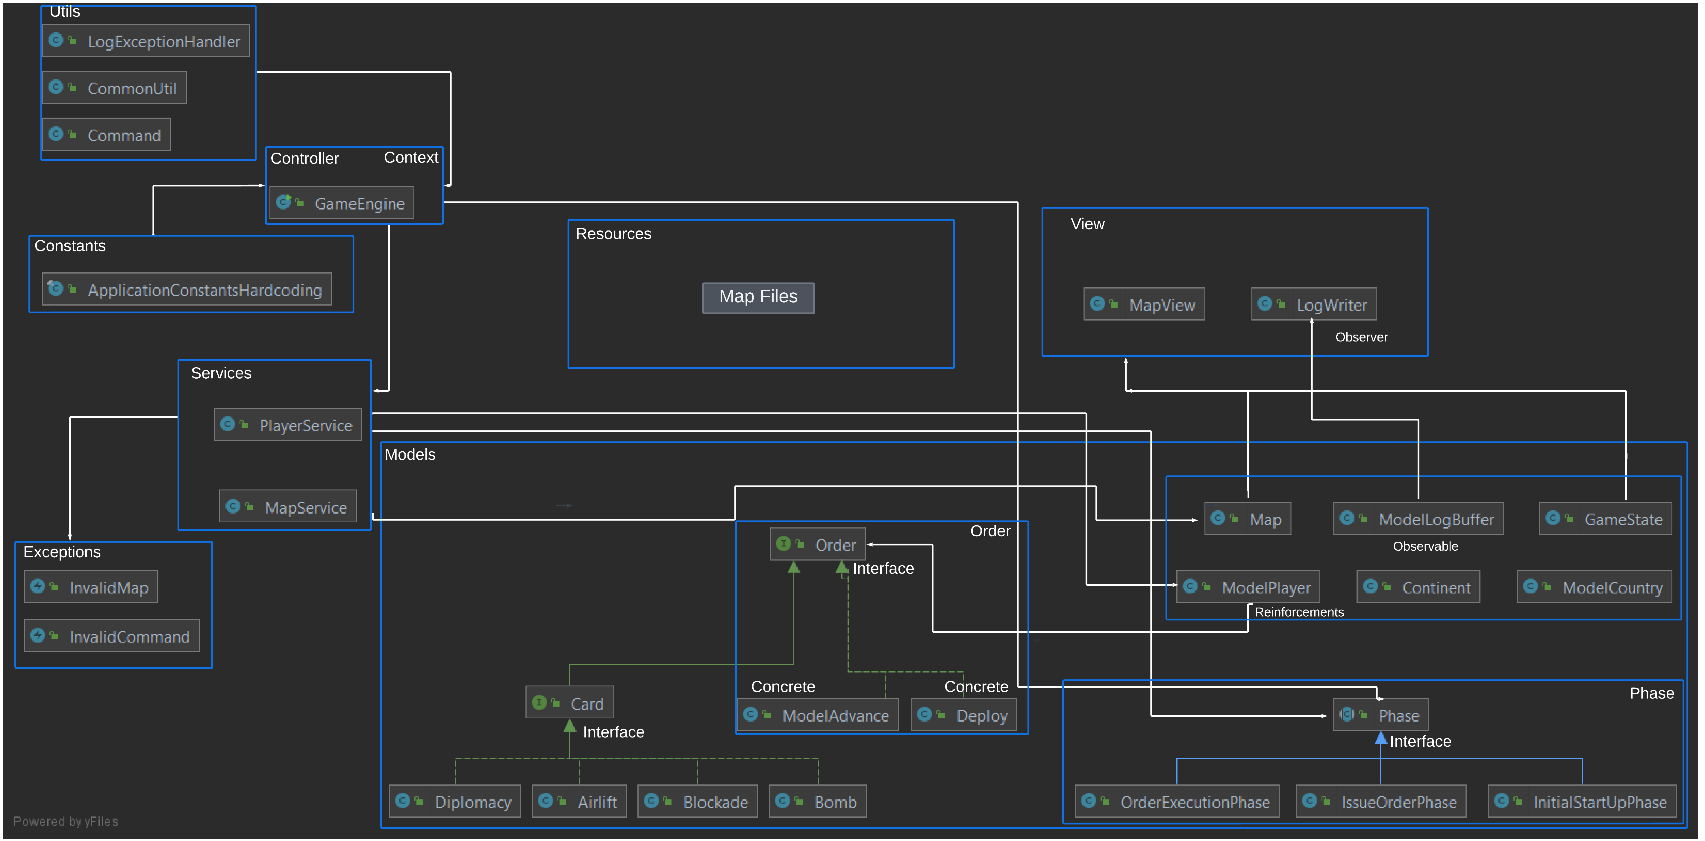 Utils
LogExceptionHandler
CommonUtil
Command
Controller Context
GameEngine
Constants
ApplicationConstantsHardcoding
Resources
Map Files
View
MapView LogWriter
Observer
Services
PlayerService
MapService
Exceptions
InvalidMap
InvalidCommand
Models
Map ModelLogBuffer GameState
Observable
ModelPlayer Continent ModelCountry
Reinforcements
Order
Order
Interface
Concrete Concrete
ModelAdvance Deploy
Card
Interface
Diplomacy Airlift Blockade Bomb
Phase
Phase
Interface
OrderExecutionPhase IssueOrderPhase InitialStartUpPhase
Powered by yFiles